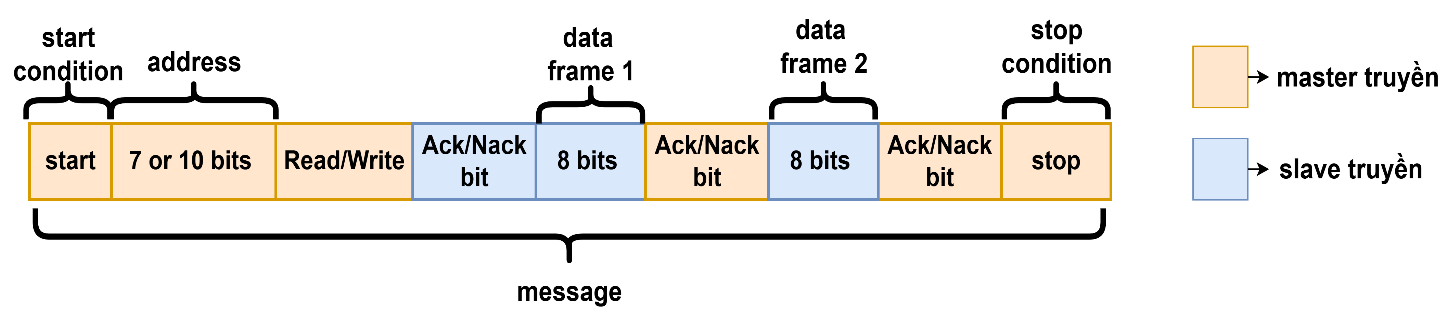 start
condition
address
data
frame 1
data
frame 2
stop
condition
start
7 or 10 bits
Read/Write
Ack/Nack
bit
8 bits
Ack/Nack
bit
8 bits
Ack/Nack
bit
stop
message
master truyền
slave truyền